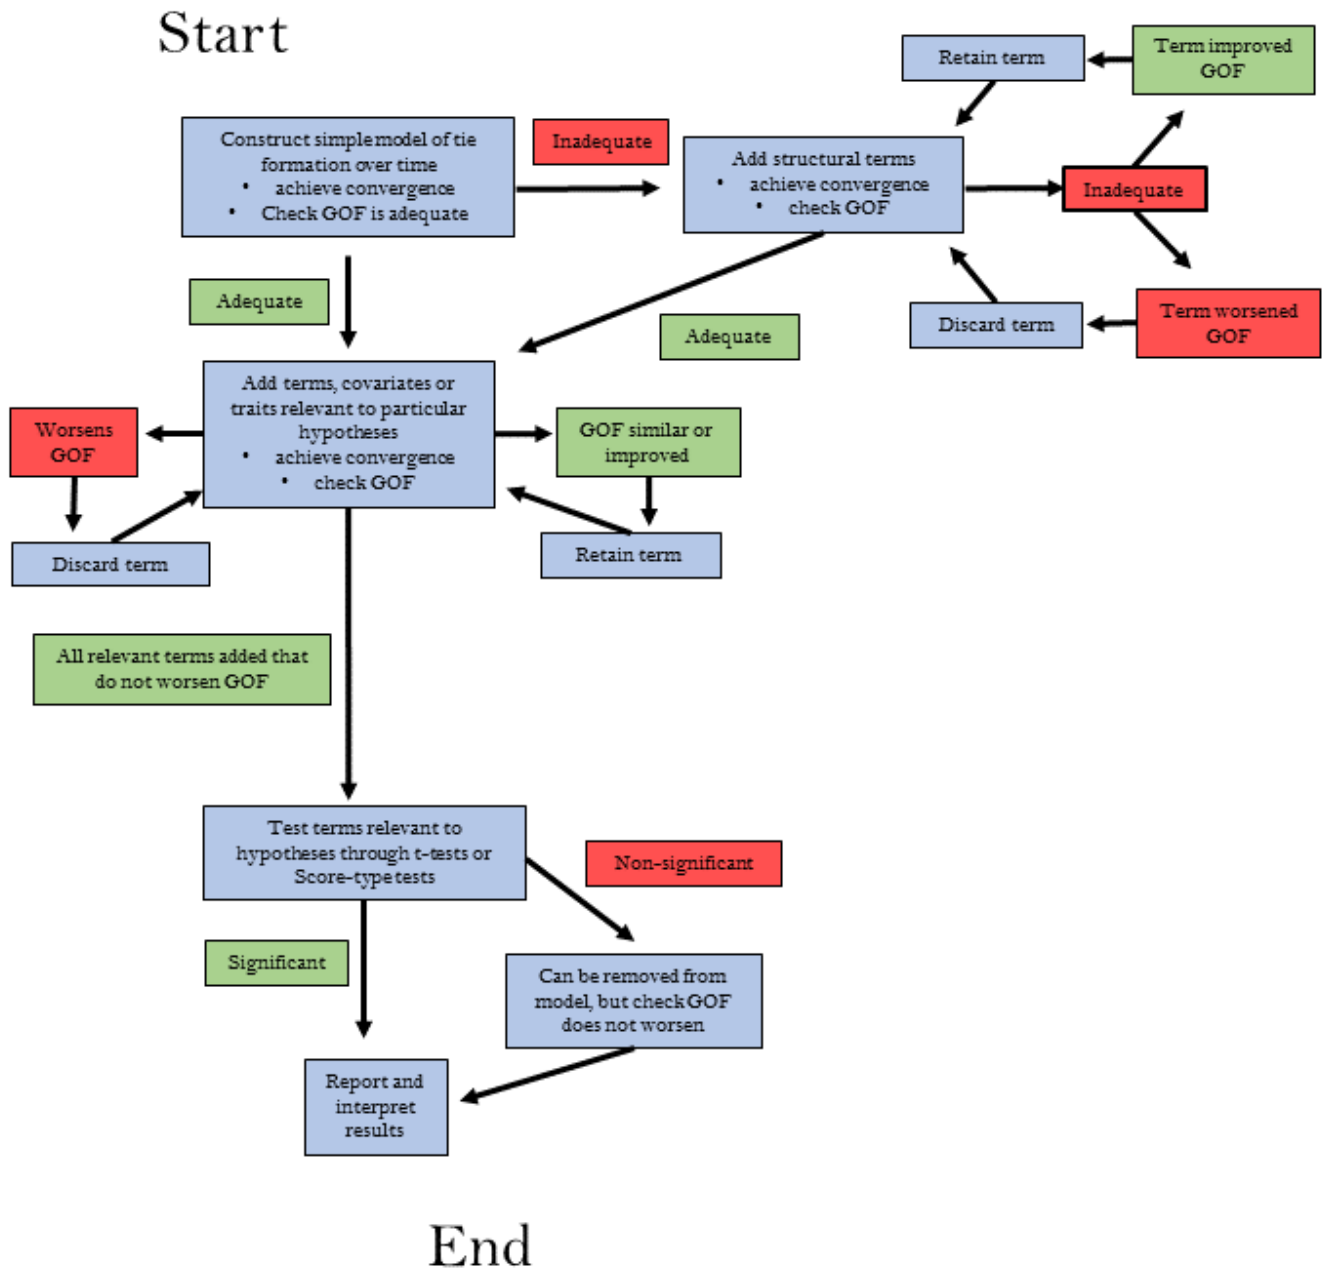 Start
Retain term
Term improved
GOF
Construct simple model of tie
formation over time
• achieve convergence
• Check GOF is adequate
Inadequate
Add structural terms
• achieve convergence
• check GOF
Inadequate
Adequate
Adequate
Discard term
Term worsened
GOF
Add terms, covariates or
traits relevant to particular
hypotheses
• achieve convergence
• check GOF
Worsens
GOF
GOF similar or
improved
Discard term
Retain term
All relevant terms added that
do not worsen GOF
Test terms relevant to
hypotheses through t-tests or
Score-type tests
Non-significant
Significant
Can be removed from
model, but check GOF
does not worsen
Report and
interpret
results
End